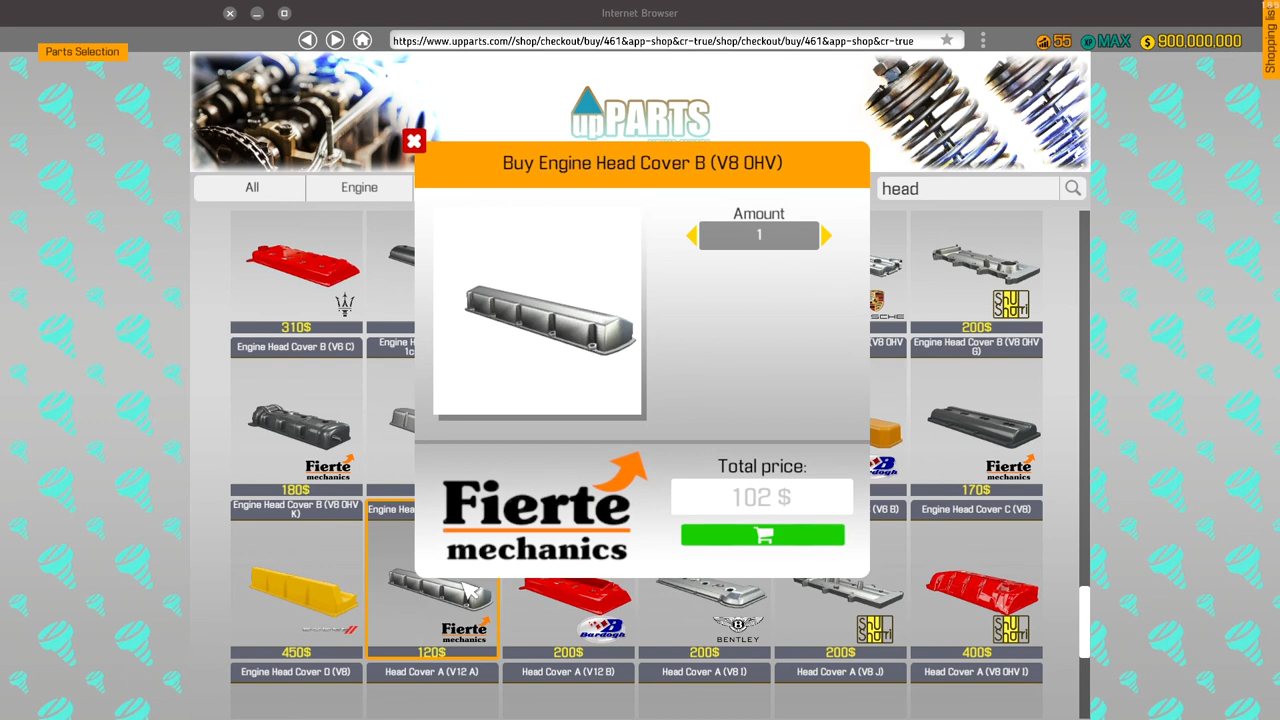 Internet Browser
Shopping list
https://www.upparts.com//shop/checkout/buy/461&app-shop&cr-true/shop/checkout/buy/461&app-shop&cr-true
55
XP MAX
$ 900,000,000
Parts Selection
upPARTS
Buy Engine Head Cover B (V8 OHV)
All
Engine
head
Amount
1
310$
200$
Engine Head Cover B (V6 C)
Engine Head Cover B (V8 OHV G)
Fierte mechanics
Fierte mechanics
180$
170$
Engine Head Cover B (V8 OHV K)
Engine Head Cover C (V8)
Total price:
102 $
Fierte
mechanics
Fierte mechanics
Bardogh
BENTLEY
Shutri
Shutri
450$
120$
200$
200$
200$
400$
Engine Head Cover D (V8)
Head Cover A (V12 A)
Head Cover A (V12 B)
Head Cover A (V8 I)
Head Cover A (V8 J)
Head Cover A (V8 OHV I)